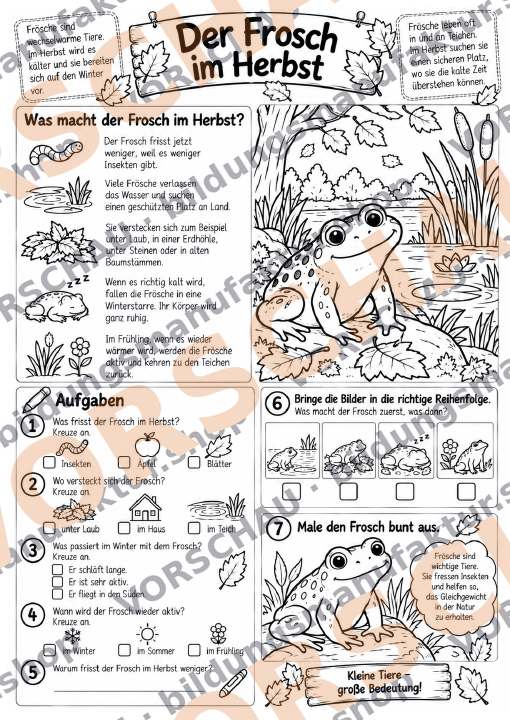 Frösche sind
wechselwarme Tiere.
Im Herbst wird es
kälter und sie bereiten
sich auf den Winter
vor.
Der Frosch
im Herbst
Frösche leben oft
in und an Teichen.
Im Herbst suchen sie
einen sicheren Platz,
wo sie die kalte Zeit
überstehen können.
Was macht der Frosch im Herbst?
Der Frosch frisst jetzt
weniger, weil es weniger
Insekten gibt.
Viele Frösche verlassen
das Wasser und suchen
einen geschützten Platz an Land.
Sie verstecken sich zum Beispiel
unter Laub, in einer Erdhöhle,
unter Steinen oder in alten
Baumstämmen.
zzz
Wenn es richtig kalt wird,
fallen die Frösche in eine
Winterstarre. Ihr Körper wird
ganz ruhig.
Im Frühling, wenn es wieder
wärmer wird, werden die Frösche
aktiv und kehren zu den Teichen
zurück.
Aufgaben
1 Was frisst der Frosch im Herbst?
Kreuze an.
Insekten Apfel Blätter
2 Wo versteckt sich der Frosch?
Kreuze an.
unter Laub im Haus im Teich
3 Was passiert im Winter mit dem Frosch?
Kreuze an.
Er schläft lange.
Er ist sehr aktiv.
Er fliegt in den Süden.
4 Wann wird der Frosch wieder aktiv?
Kreuze an.
im Winter im Sommer im Frühling
5 Warum frisst der Frosch im Herbst weniger?
6 Bringe die Bilder in die richtige Reihenfolge.
Was macht der Frosch zuerst, was dann?
zzz
7 Male den Frosch bunt aus.
Frösche sind
wichtige Tiere.
Sie fressen Insekten
und helfen so,
das Gleichgewicht
in der Natur
zu erhalten.
Kleine Tiere –
große Bedeutung!
VORSCHAU · bildungsmanufaktur.shop